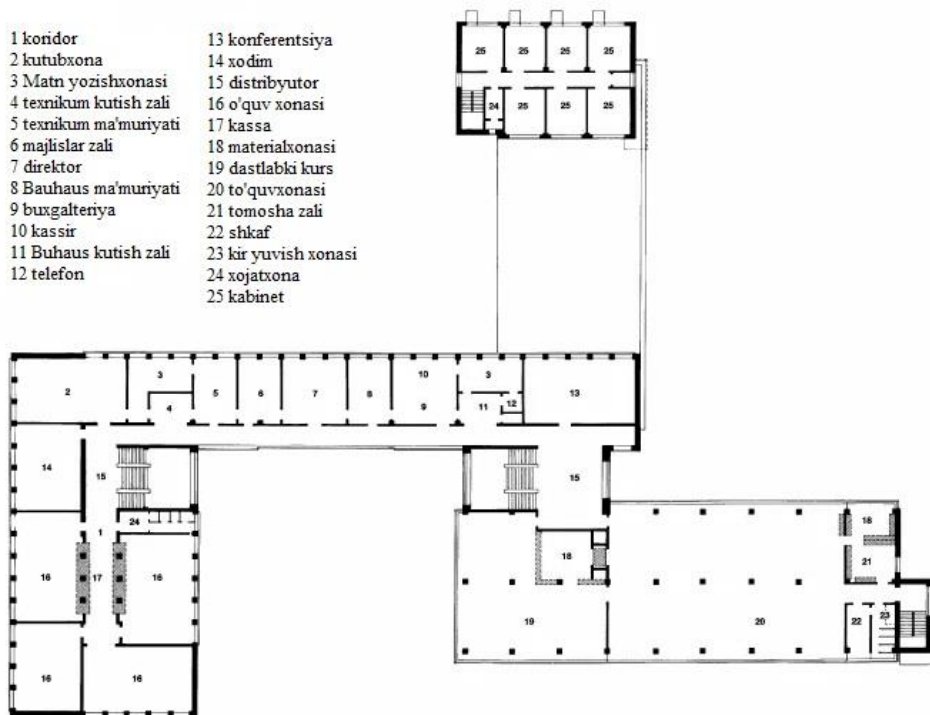 1 koridor
2 kutubxona
3 Matn yozishxonasi
4 texnikum kutish zali
5 texnikum ma'muriyati
6 majlislar zali
7 direktor
8 Bauhaus ma'muriyati
9 buxgalteriya
10 kassir
11 Buhaus kutish zali
12 telefon
13 konferentsiya
14 xodim
15 distribyutor
16 o'quv xonasi
17 kassa
18 materialxonasi
19 dastlabki kurs
20 to'quvxonasi
21 tomosha zali
22 shkaf
23 kir yuvish xonasi
24 xojatxona
25 kabinet
25 25 25 25
24 25 25 25
2 3 4 5 6 7 8 10 9 3 11 12 13
14 15 15
1 24
16 17 16 18 18
21
19 20 22 23
16 16